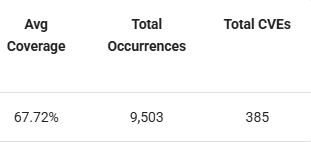 Avg Total Total CVEs
Coverage Occurrences
67.72% 9,503 385